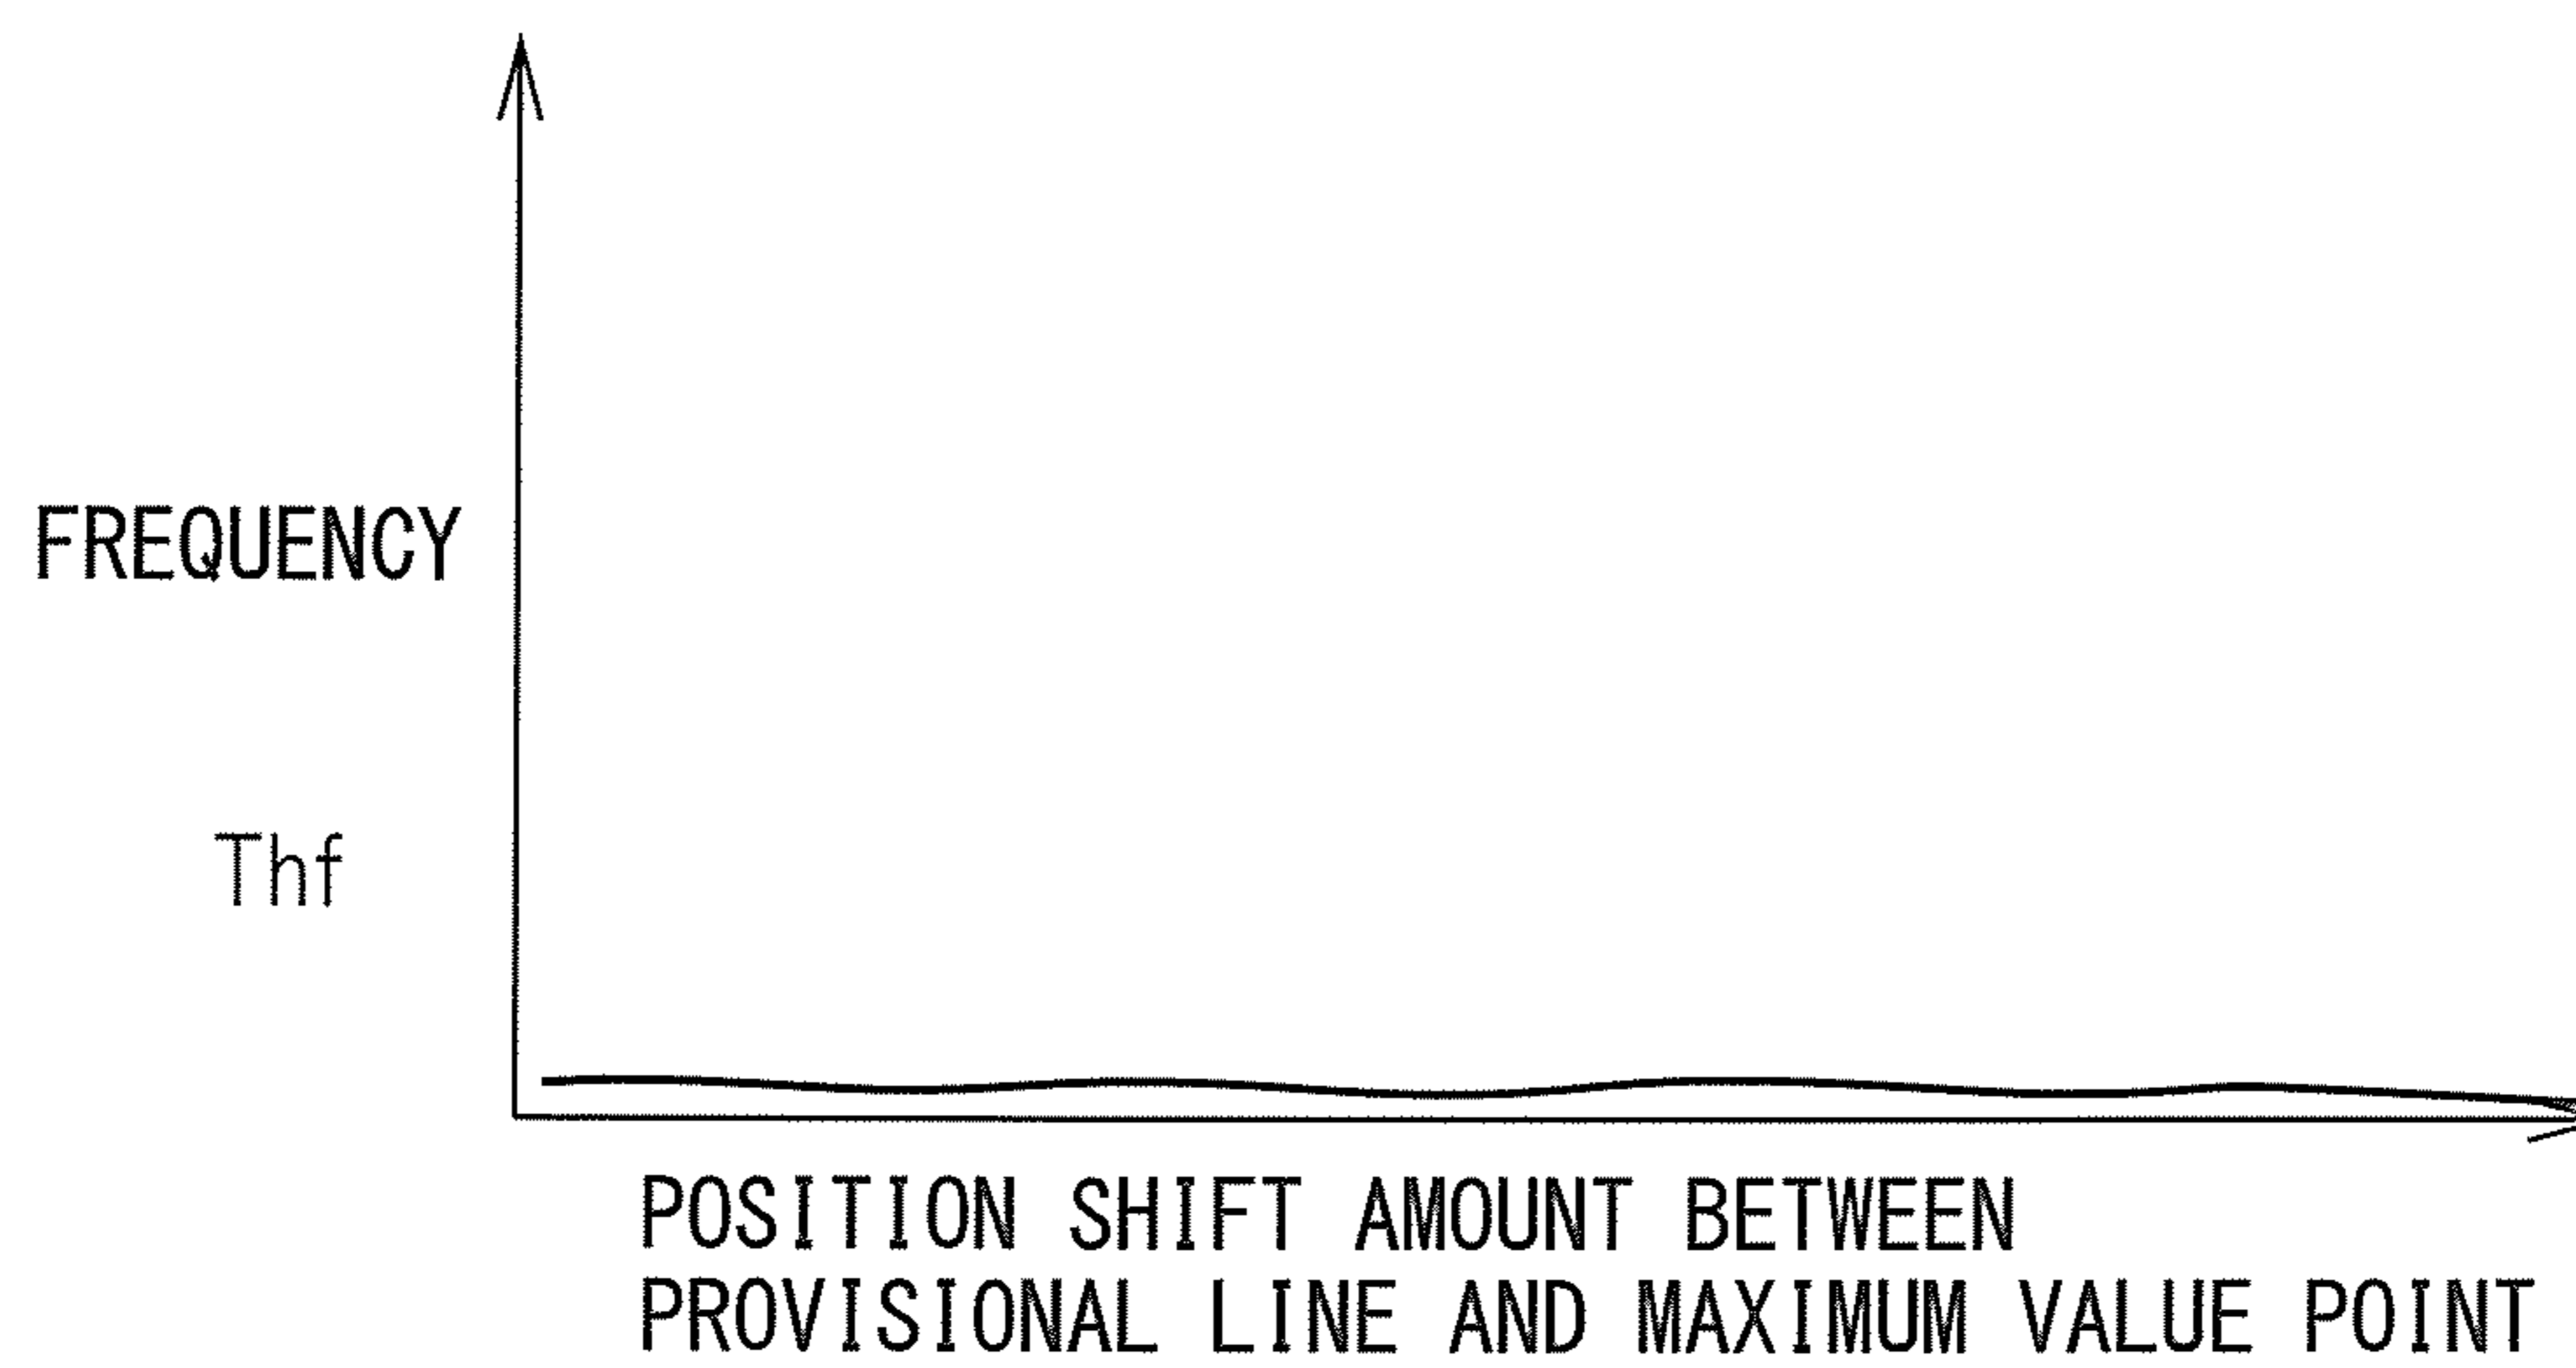 FREQUENCY
Thf
POSITION SHIFT AMOUNT BETWEEN
PROVISIONAL LINE AND MAXIMUM VALUE POINT